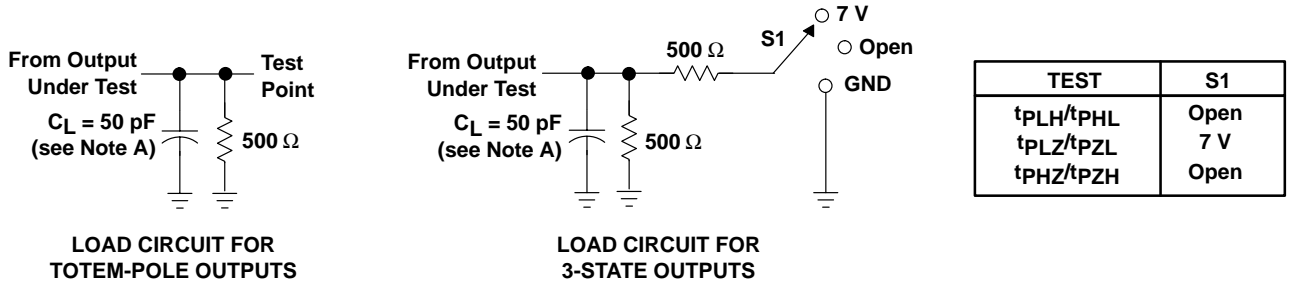 From Output
Under Test
Test
Point
CL = 50 pF
(see Note A)
500 Ω
LOAD CIRCUIT FOR
TOTEM-POLE OUTPUTS
From Output
Under Test
500 Ω
S1
7 V
Open
GND
CL = 50 pF
(see Note A)
500 Ω
LOAD CIRCUIT FOR
3-STATE OUTPUTS
TEST S1
tPLH/tPHL Open
tPLZ/tPZL 7 V
tPHZ/tPZH Open